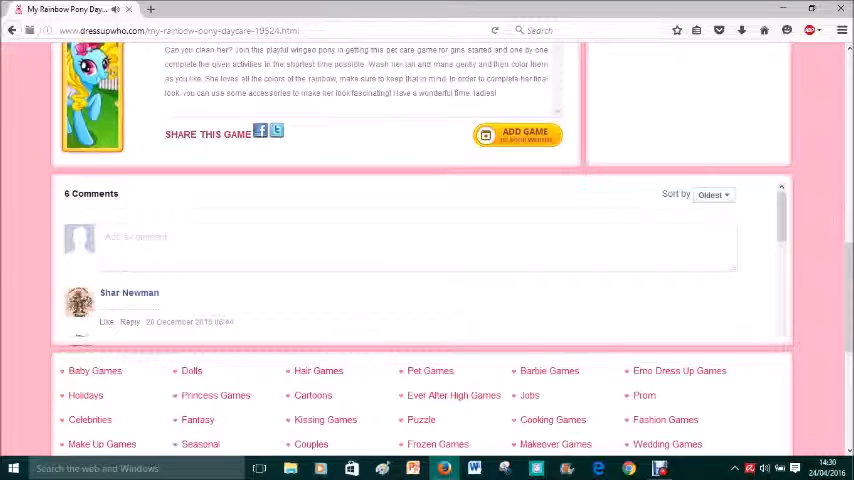 My Rainbow Pony Day...
www.dressupwho.com/my-rainbow-pony-daycare-19524.html
Search
Can you clean her? Join this playful winged pony in getting this pet care game for girls started and one by one
complete the given activities in the shortest time possible. Wash her tail and mane gently and then color them
as you like. She loves all the colors of the rainbow, make sure to keep that in mind. In order to complete her final
look, you can use some accessories to make her look fascinating! Have a wonderful time, ladies!
SHARE THIS GAME
ADD GAME
TO YOUR WEBSITE
6 Comments
Sort by Oldest
Add a comment
Shar Newman
Like Reply
Baby Games Dolls Hair Games Pet Games Barbie Games Emo Dress Up Games
Holidays Princess Games Cartoons Ever After High Games Jobs Prom
Celebrities Fantasy Kissing Games Puzzle Cooking Games Fashion Games
Make Up Games Seasonal Couples Frozen Games Makeover Games Wedding Games
Search the web and Windows
14:30
24/04/2016